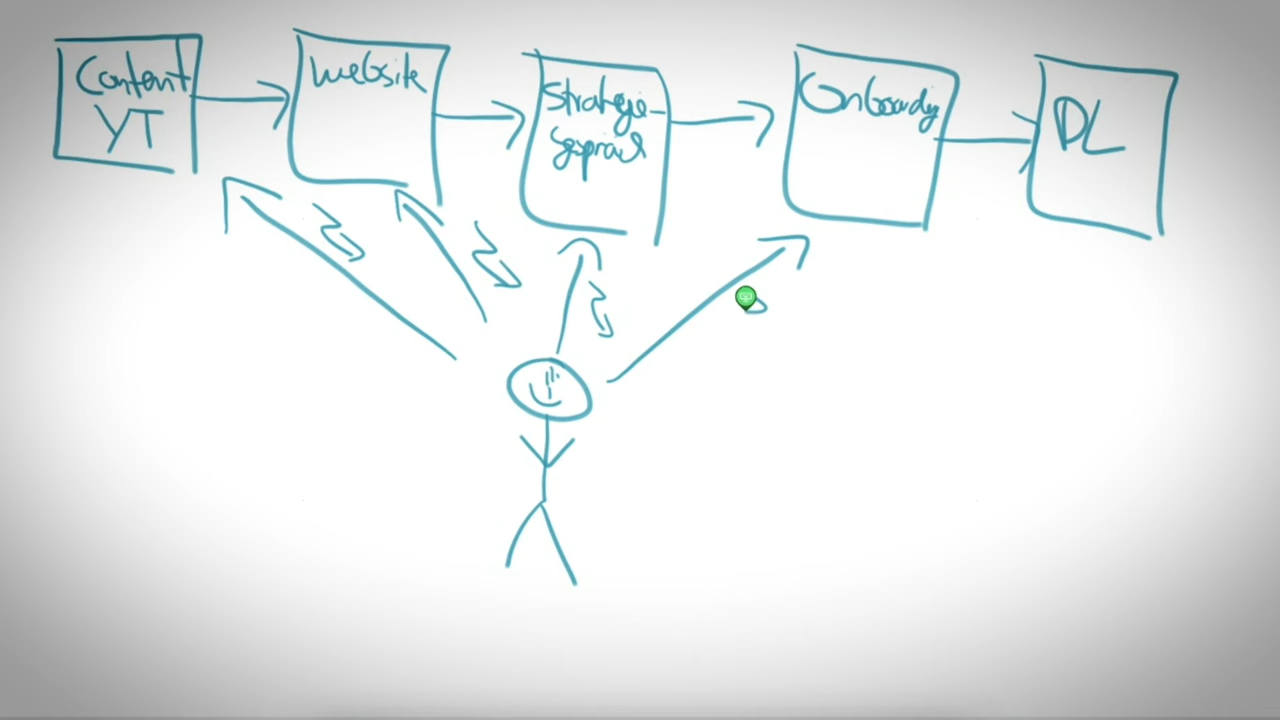 Content
YT
Website
Strategie-
gespräch
Onboarding
DL